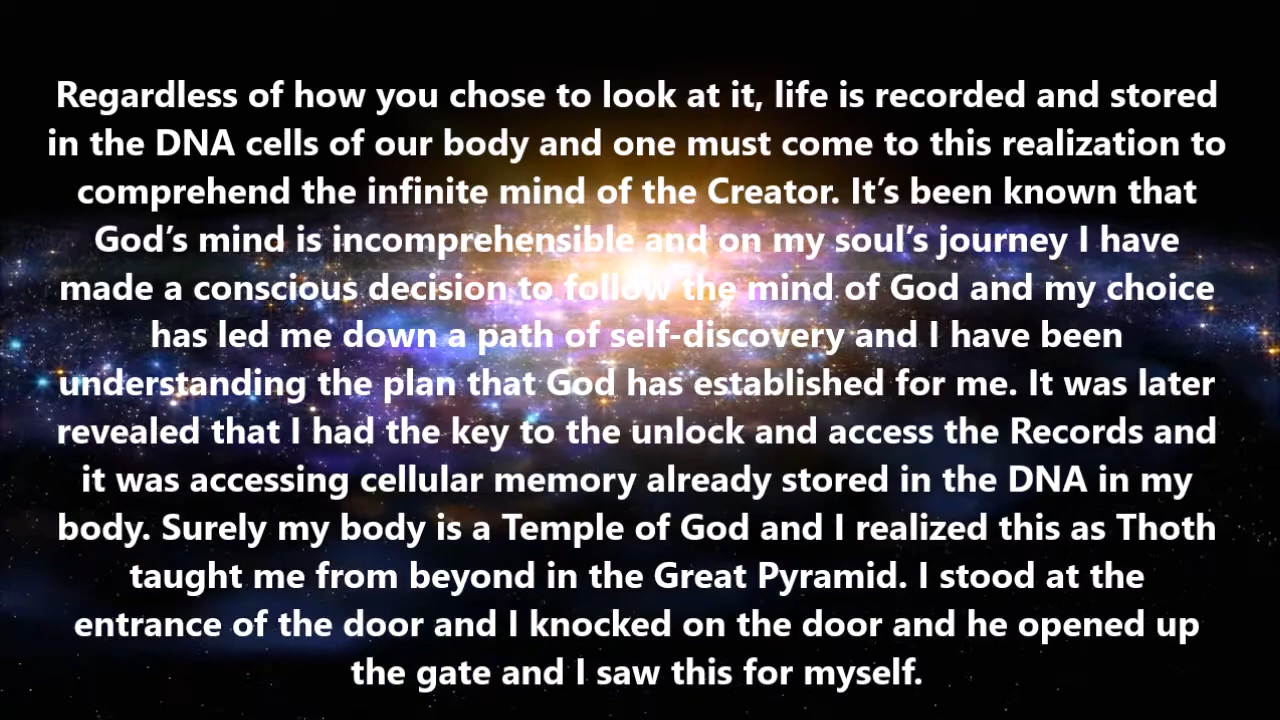 Regardless of how you chose to look at it, life is recorded and stored
in the DNA cells of our body and one must come to this realization to
comprehend the infinite mind of the Creator. It’s been known that
God’s mind is incomprehensible and on my soul’s journey I have
made a conscious decision to follow the mind of God and my choice
has led me down a path of self-discovery and I have been
understanding the plan that God has established for me. It was later
revealed that I had the key to the unlock and access the Records and
it was accessing cellular memory already stored in the DNA in my
body. Surely my body is a Temple of God and I realized this as Thoth
taught me from beyond in the Great Pyramid. I stood at the
entrance of the door and I knocked on the door and he opened up
the gate and I saw this for myself.